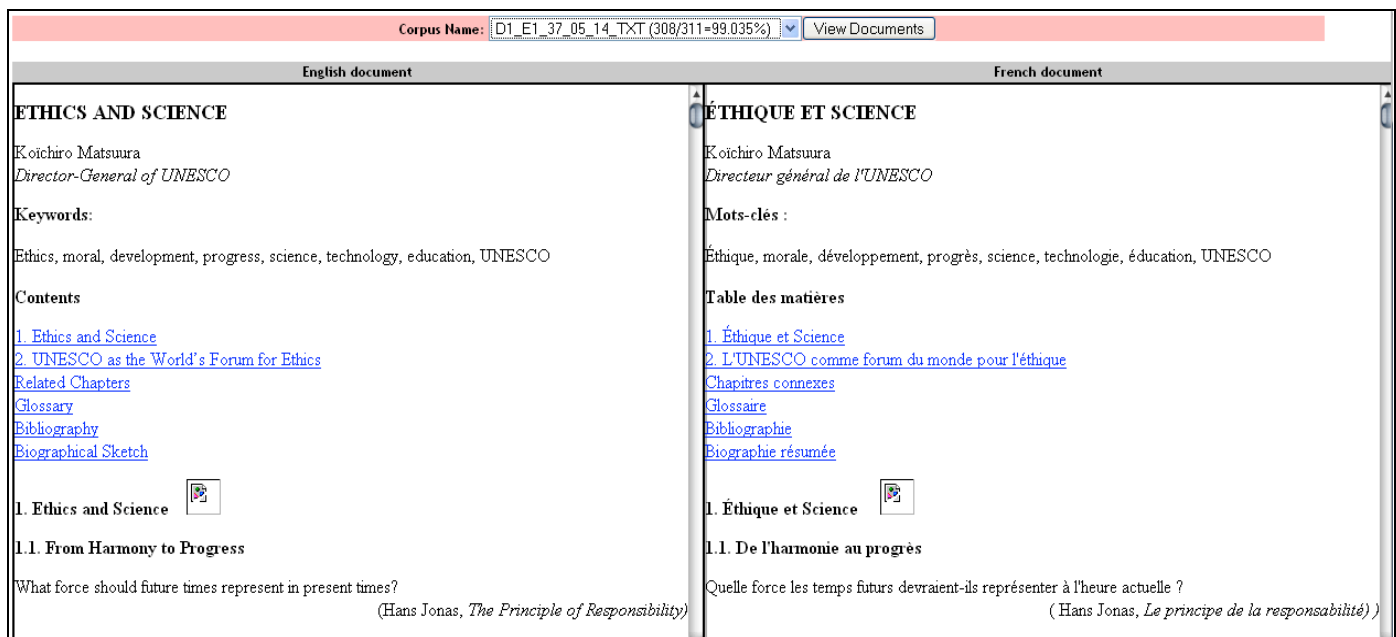 Corpus Name: D1_E1_37_05_14_TXT (308/311=99.035%) View Documents
English document
ETHICS AND SCIENCE
Koïchiro Matsuura
Director-General of UNESCO
Keywords:
Ethics, moral, development, progress, science, technology, education, UNESCO
Contents
1. Ethics and Science
2. UNESCO as the World's Forum for Ethics
Related Chapters
Glossary
Bibliography
Biographical Sketch
1. Ethics and Science
1.1. From Harmony to Progress
What force should future times represent in present times?
(Hans Jonas, The Principle of Responsibility)
French document
ÉTHIQUE ET SCIENCE
Koïchiro Matsuura
Directeur général de l'UNESCO
Mots-clés :
Éthique, morale, développement, progrès, science, technologie, éducation, UNESCO
Table des matières
1. Éthique et Science
2. L'UNESCO comme forum du monde pour l'éthique
Chapitres connexes
Glossaire
Bibliographie
Biographie résumée
1. Éthique et Science
1.1. De l'harmonie au progrès
Quelle force les temps futurs devraient-ils représenter à l'heure actuelle ?
( Hans Jonas, Le principe de la responsabilité) )